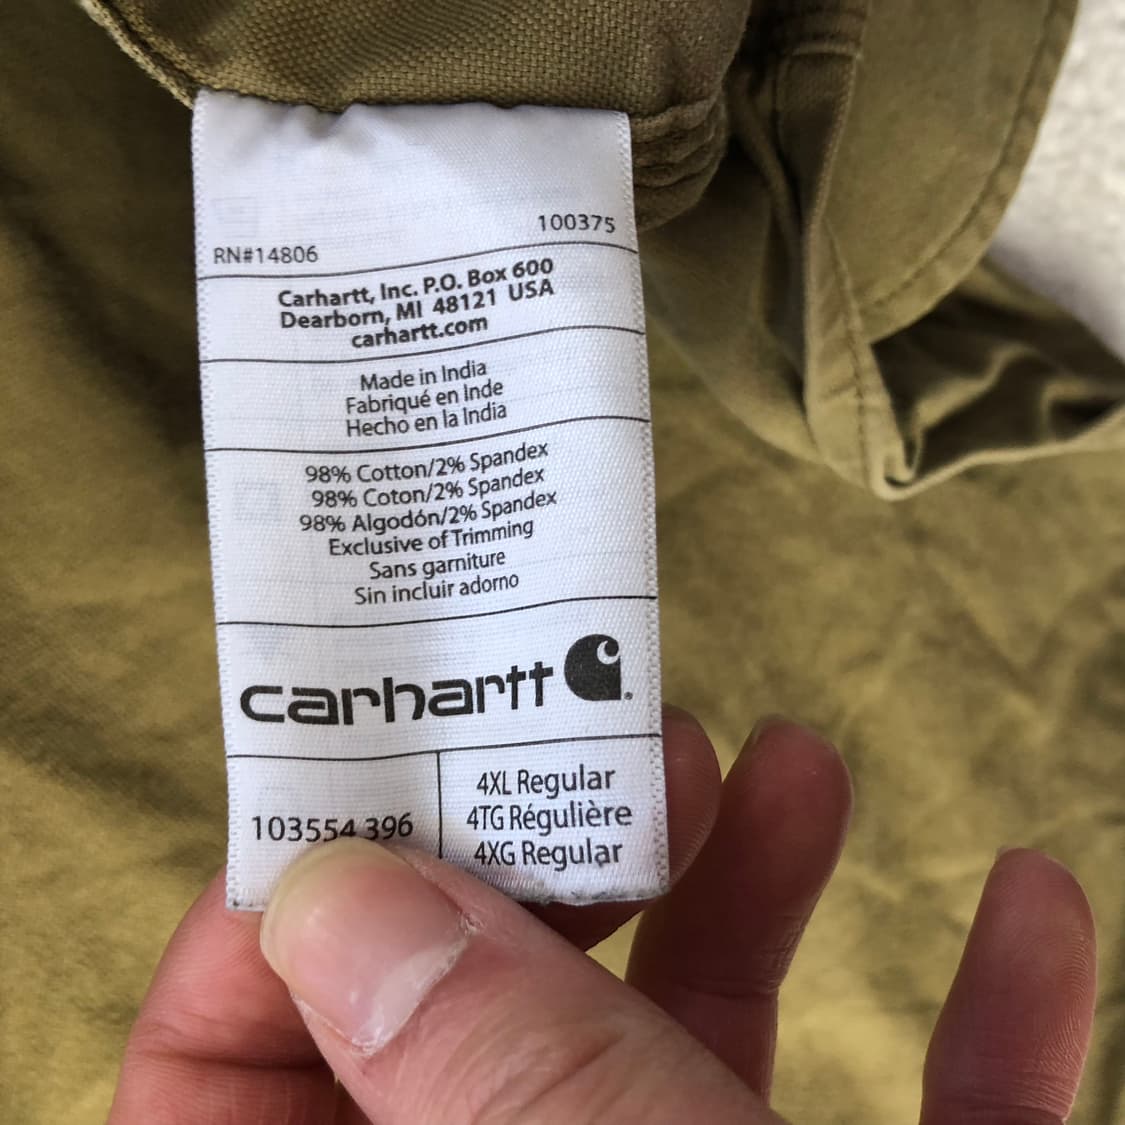 100375
RN#14806
Carhartt, Inc. P.O. Box 600
Dearborn, MI 48121 USA
carhartt.com
Made in India
Fabriqué en Inde
Hecho en la India
98% Cotton/2% Spandex
98% Coton/2% Spandex
98% Algodón/2% Spandex
Exclusive of Trimming
Sans garniture
Sin incluir adorno
carhartt
103554 396
4XL Regular
4TG Régulière
4XG Regular